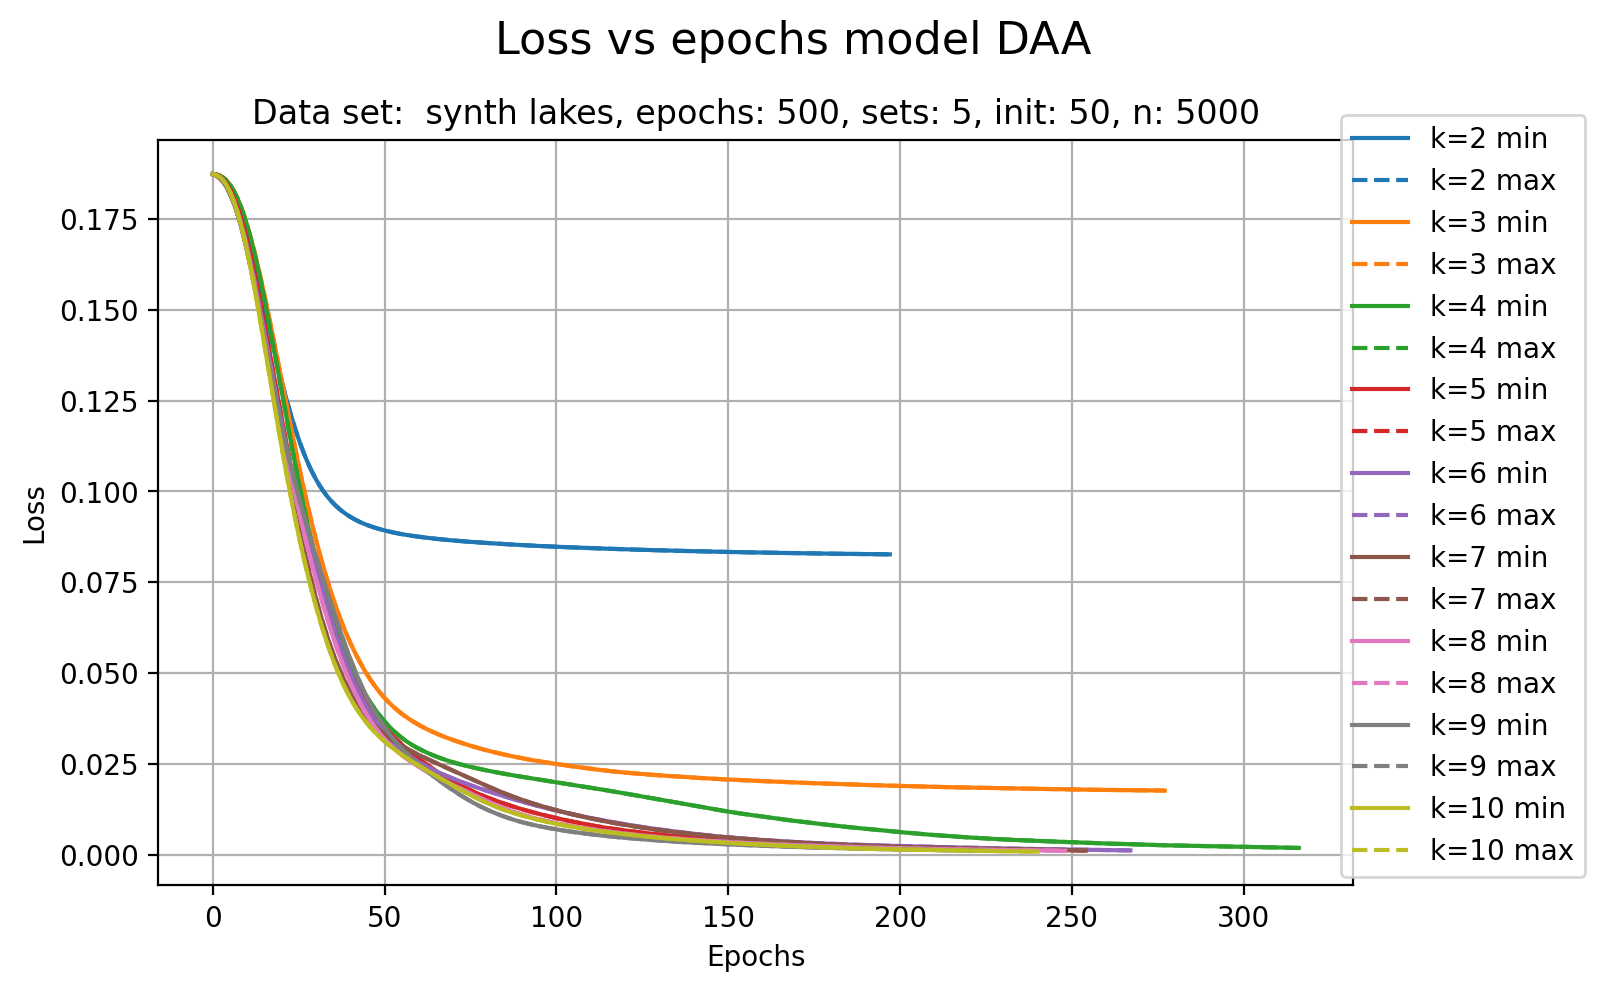 Loss vs epochs model DAA
Data set:  synth lakes, epochs: 500, sets: 5, init: 50, n: 5000
Loss
0.175
0.150
0.125
0.100
0.075
0.050
0.025
0.000
0 50 100 150 200 250 300
Epochs
k=2 min
k=2 max
k=3 min
k=3 max
k=4 min
k=4 max
k=5 min
k=5 max
k=6 min
k=6 max
k=7 min
k=7 max
k=8 min
k=8 max
k=9 min
k=9 max
k=10 min
k=10 max